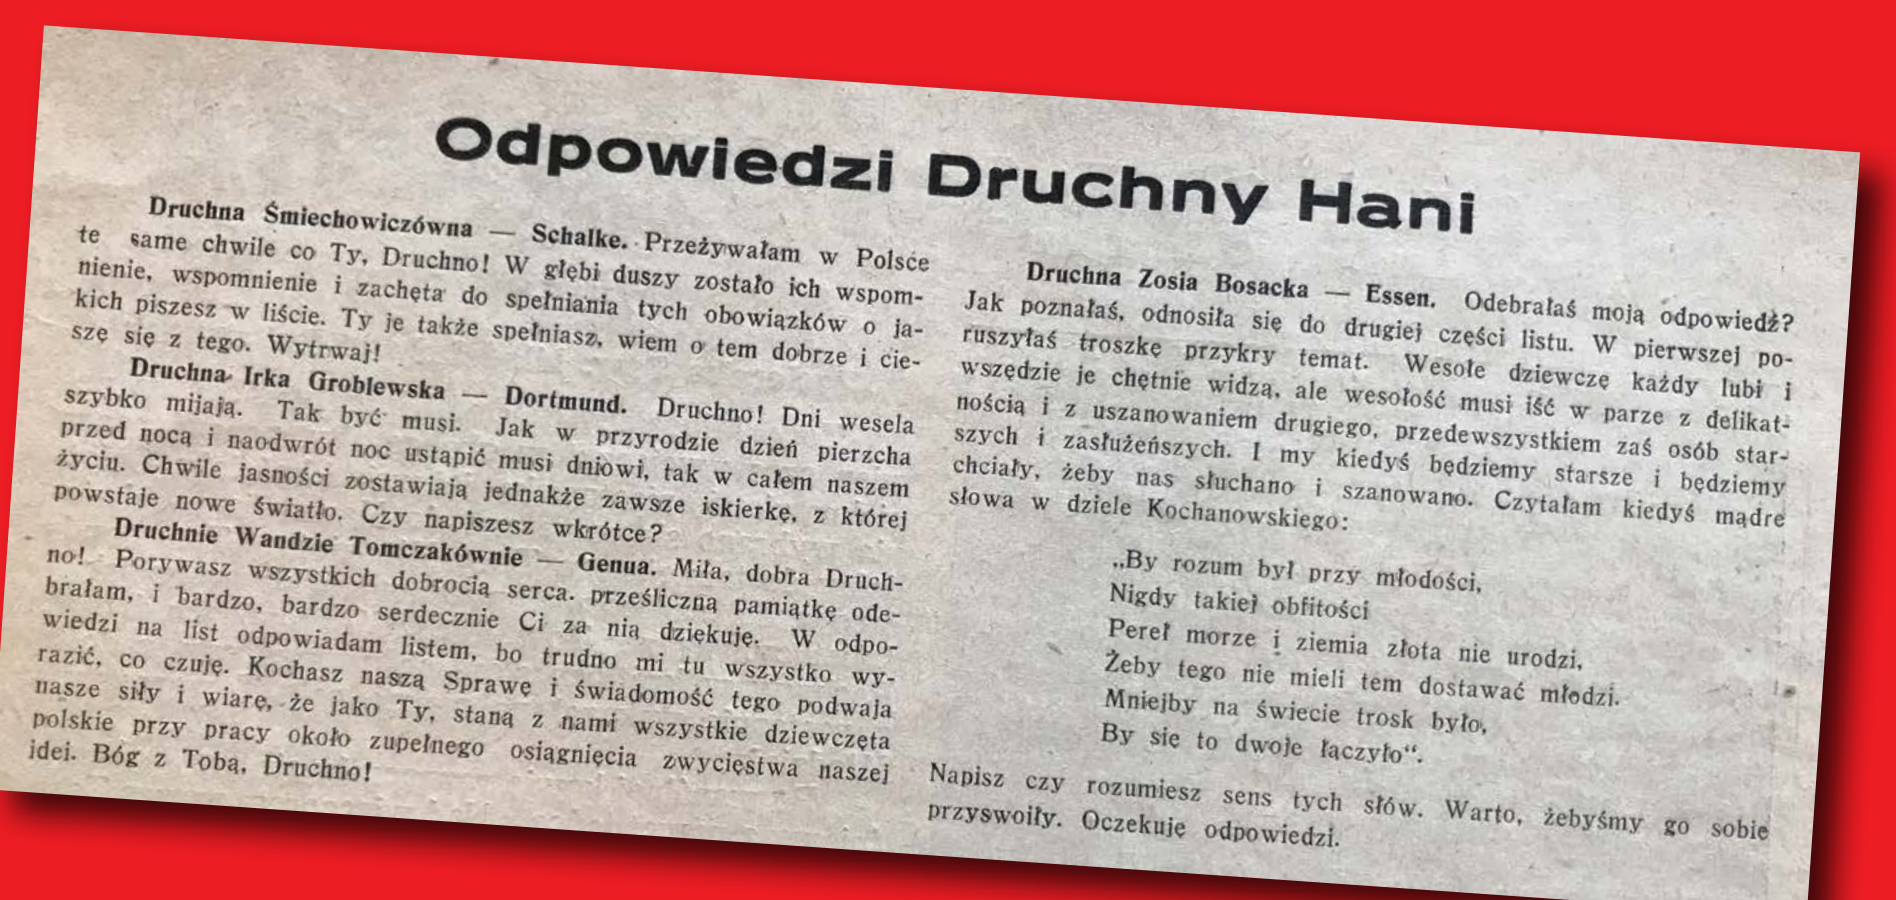 Odpowiedzi Druchny Hani
Druchna Śmiechowiczówna — Schalke. Przeżywałam w Polsce
te same chwile co Ty, Druchno! W głębi duszy zostało ich wspom-
nienie, wspomnienie i zachęta do spełniania tych obowiązków o ja-
kich piszesz w liście. Ty je także spełniasz, wiem o tem dobrze i cie-
szę się z tego. Wytrwaj!
Druchna Irka Groblewska — Dortmund. Druchno! Dni wesela
szybko mijają. Tak być musi. Jak w przyrodzie dzień pierzcha
przed nocą i naodwrót noc ustąpić musi dniowi, tak w całem naszem
życiu. Chwile jasności zostawiają jednakże zawsze iskierkę, z której
powstaje nowe światło. Czy napiszesz wkrótce?
Druchnie Wandzie Tomczakównie — Genua. Miła, dobra Druch-
no! Porywasz wszystkich dobrocią serca. prześliczną pamiątkę ode-
brałam, i bardzo, bardzo serdecznie Ci za nią dziękuję. W odpo-
wiedzi na list odpowiadam listem, bo trudno mi tu wszystko wy-
razić, co czuję. Kochasz naszą Sprawę i świadomość tego podwaja
nasze siły i wiarę, że jako Ty, staną z nami wszystkie dziewczęta
polskie przy pracy około zupełnego osiągnięcia zwycięstwa naszej
idei. Bóg z Tobą, Druchno!
Druchna Zosia Bosacka — Essen. Odebrałaś moją odpowiedź?
Jak poznałaś, odnosiła się do drugiej części listu. W pierwszej po-
ruszyłaś troszkę przykry temat. Wesołe dziewczę każdy lubi i
wszędzie je chętnie widzą, ale wesołość musi iść w parze z delikat-
nością i z uszanowaniem drugiego, przedewszystkiem zaś osób star-
szych i zasłużeńszych. I my kiedyś będziemy starsze i będziemy
chciały, żeby nas słuchano i szanowano. Czytałam kiedyś mądre
słowa w dziele Kochanowskiego:
„By rozum był przy młodości,
Nigdy takiej obfitości
Pereł morze i ziemia złota nie urodzi,
Żeby tego nie mieli tem dostawać młodzi.
Mniejby na świecie trosk było,
By się to dwoje łączyło“.
Napisz czy rozumiesz sens tych słów. Warto, żebyśmy go sobie
przyswoiły. Oczekuję odpowiedzi.